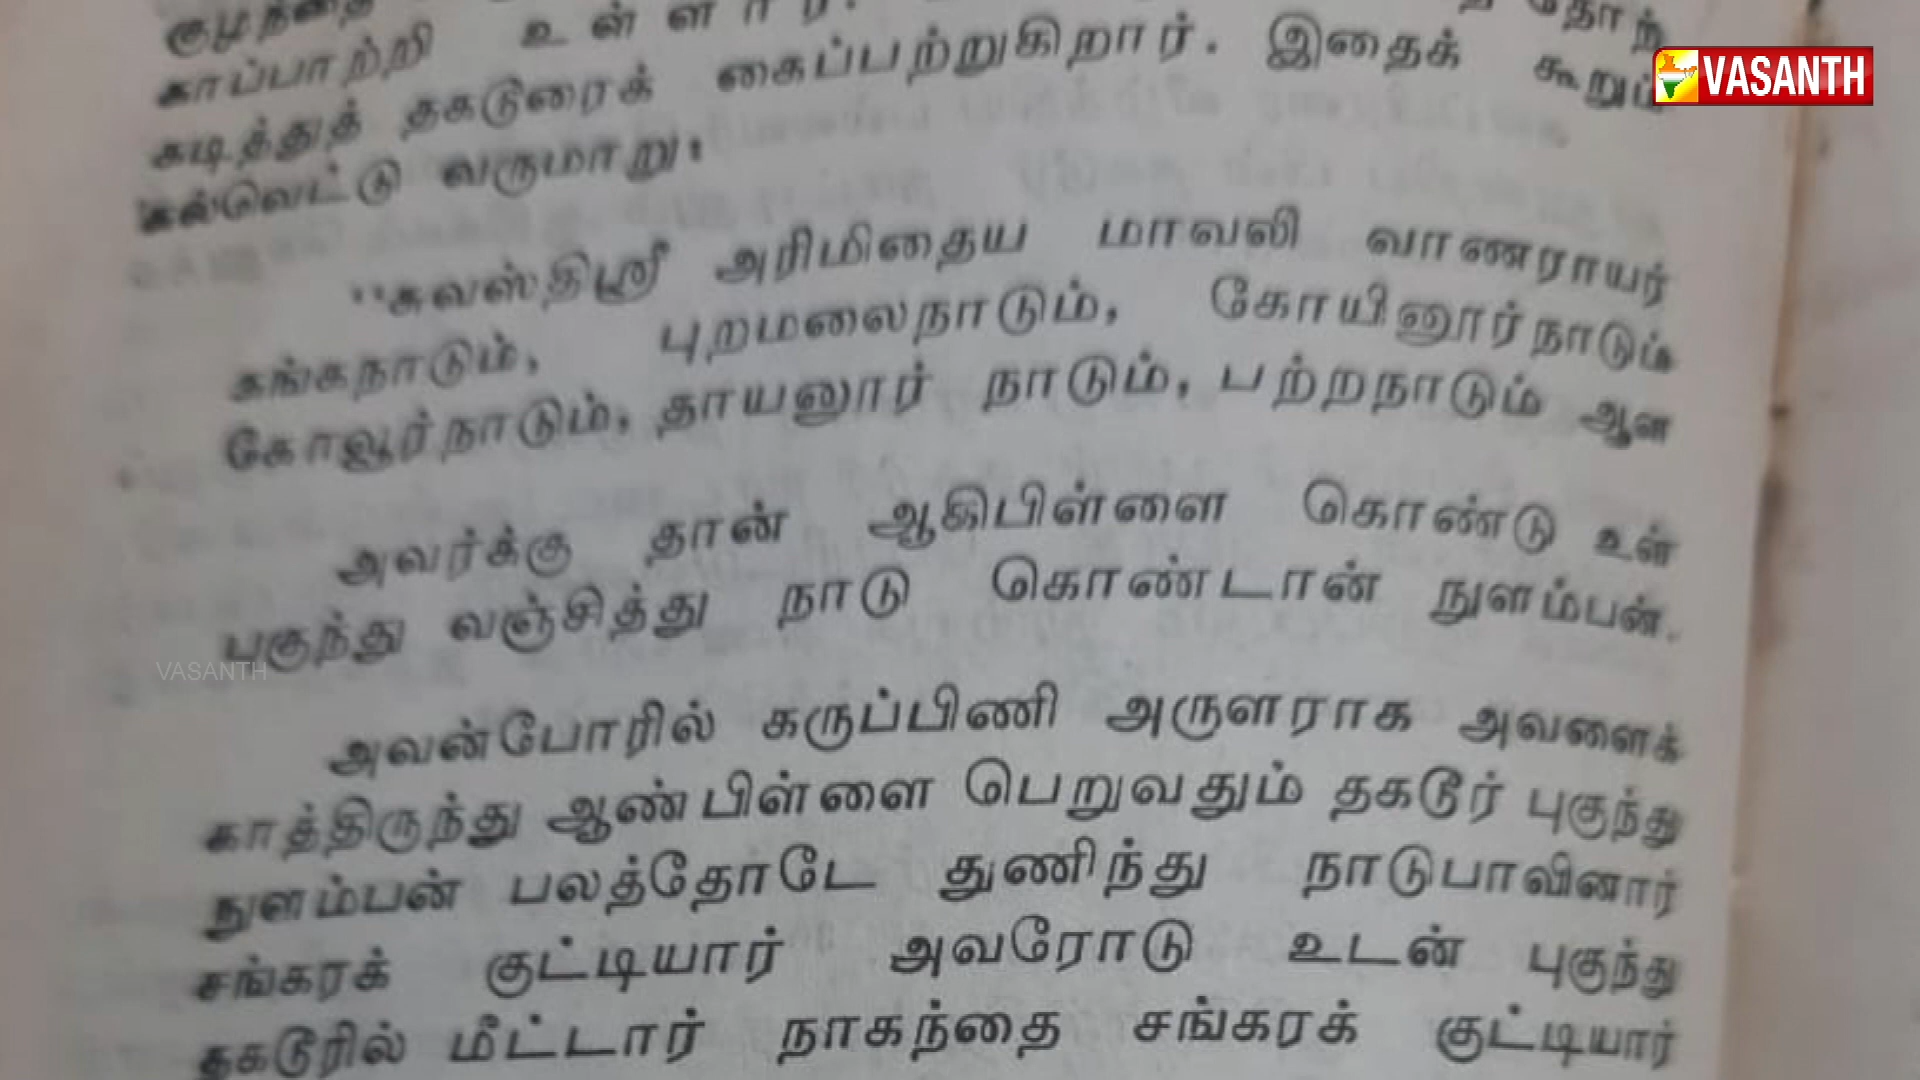 குழந்தை
காப்பாற்றி உள்ளார். தோற்
கடித்துத் தகடூரைக் கைப்பற்றுகிறார். இதைக் கூறும்
கல்வெட்டு வருமாறு:
"சுவஸ்திஸ்ரீ அரிமிதைய மாவலி வாணராயர்
கங்கநாடும், புறமலைநாடும், கோயினூர்நாடும்
கோவூர்நாடும், தாயனூர் நாடும், பற்றநாடும் ஆள
அவர்க்கு தான் ஆகிபிள்ளை கொண்டு உள்
பகுந்து வஞ்சித்து நாடு கொண்டான் நுளம்பன்.
அவன்போரில் கருப்பிணி அருளராக அவளைக்
காத்திருந்து ஆண்பிள்ளை பெறுவதும் தகடூர் புகுந்து
நுளம்பன் பலத்தோடே துணிந்து நாடுபாவினார்
சங்கரக் குட்டியார் அவரோடு உடன் புகுந்து
தகடூரில் மீட்டார் நாகந்தை சங்கரக் குட்டியார்
VASANTH
VASANTH